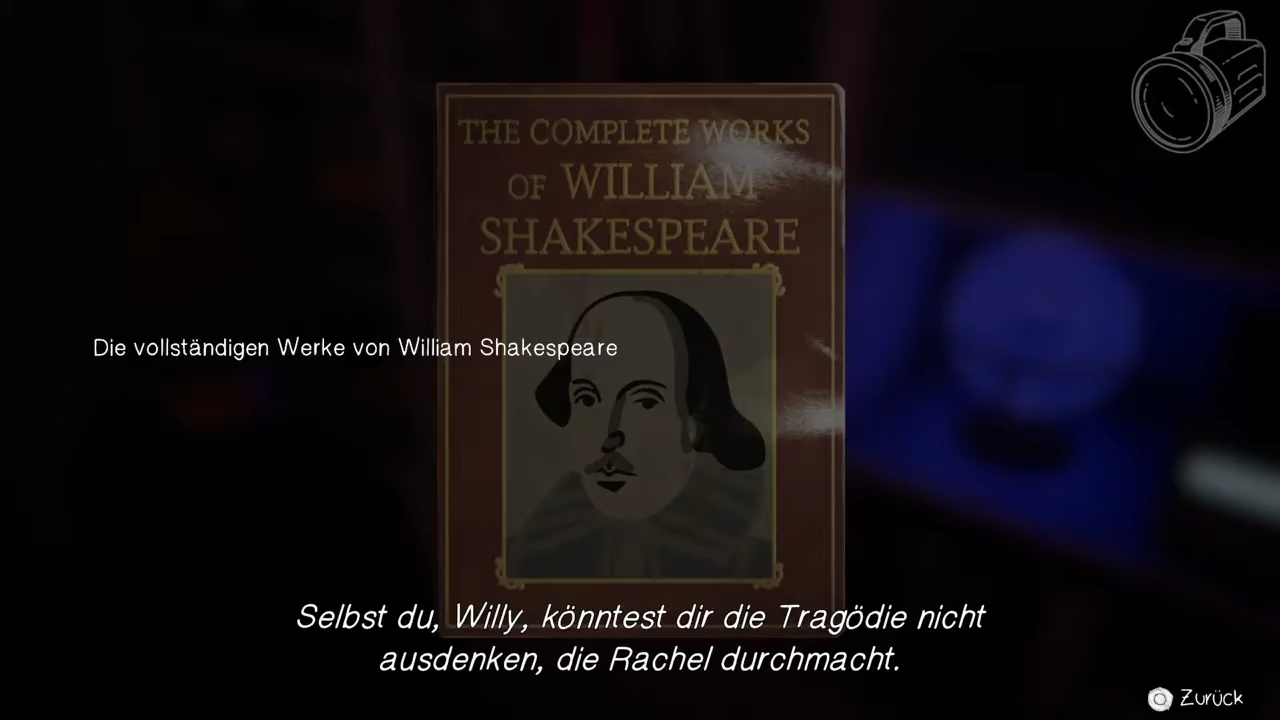 THE COMPLETE WORKS
OF WILLIAM
SHAKESPEARE
Die vollständigen Werke von William Shakespeare
Selbst du, Willy, könntest dir die Tragödie nicht
ausdenken, die Rachel durchmacht.
Zurück